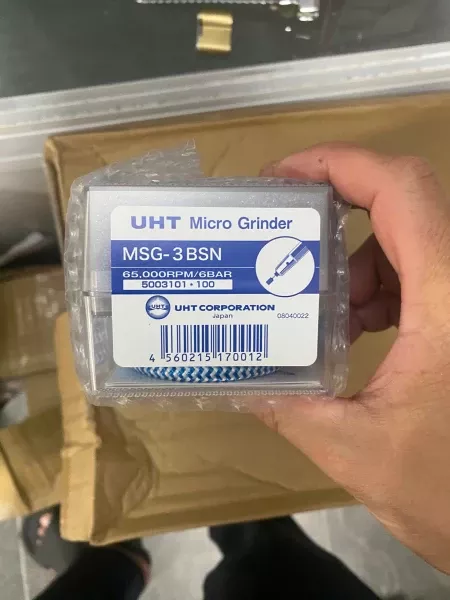 UHT Micro Grinder
MSG-3BSN
65,000RPM/6BAR
5003101・100
UHT
UHT CORPORATION
Japan
08040022
4 560215 170012